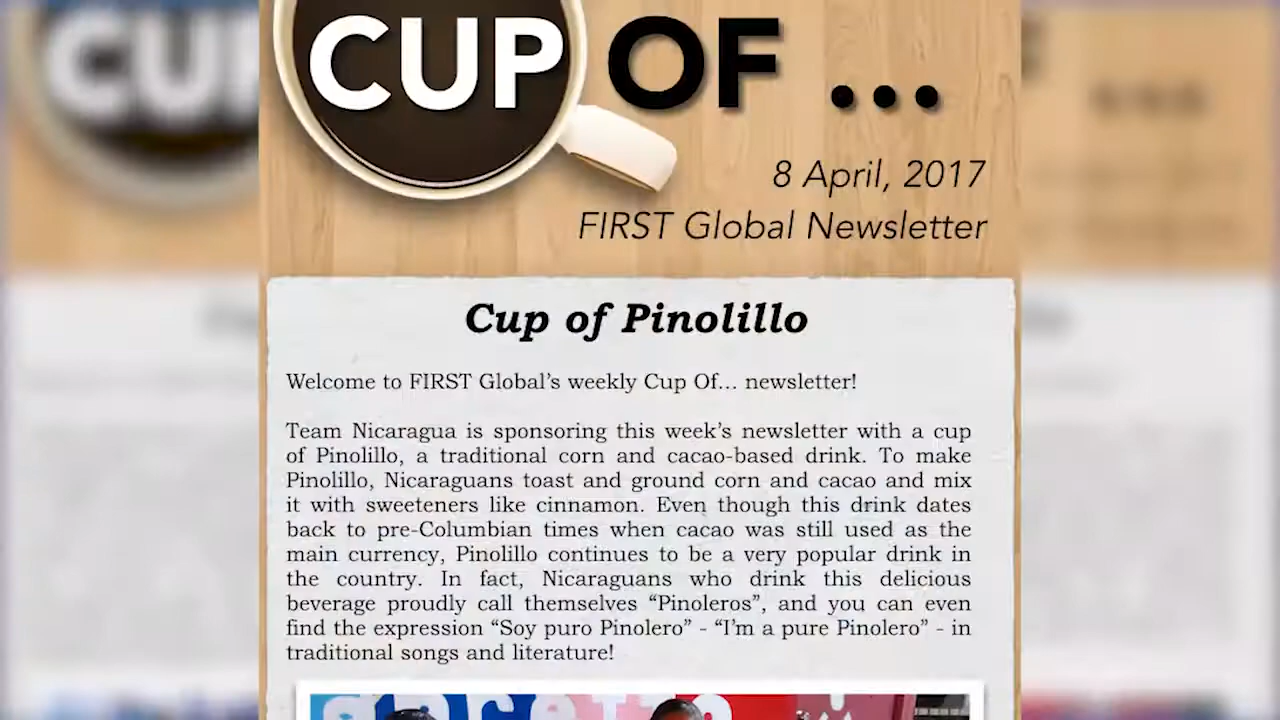 CUP OF ...
8 April, 2017
FIRST Global Newsletter
Cup of Pinolillo
Welcome to FIRST Global’s weekly Cup Of... newsletter!
Team Nicaragua is sponsoring this week’s newsletter with a cup
of Pinolillo, a traditional corn and cacao-based drink. To make
Pinolillo, Nicaraguans toast and ground corn and cacao and mix
it with sweeteners like cinnamon. Even though this drink dates
back to pre-Columbian times when cacao was still used as the
main currency, Pinolillo continues to be a very popular drink in
the country. In fact, Nicaraguans who drink this delicious
beverage proudly call themselves “Pinoleros”, and you can even
find the expression “Soy puro Pinolero” - “I’m a pure Pinolero” - in
traditional songs and literature!